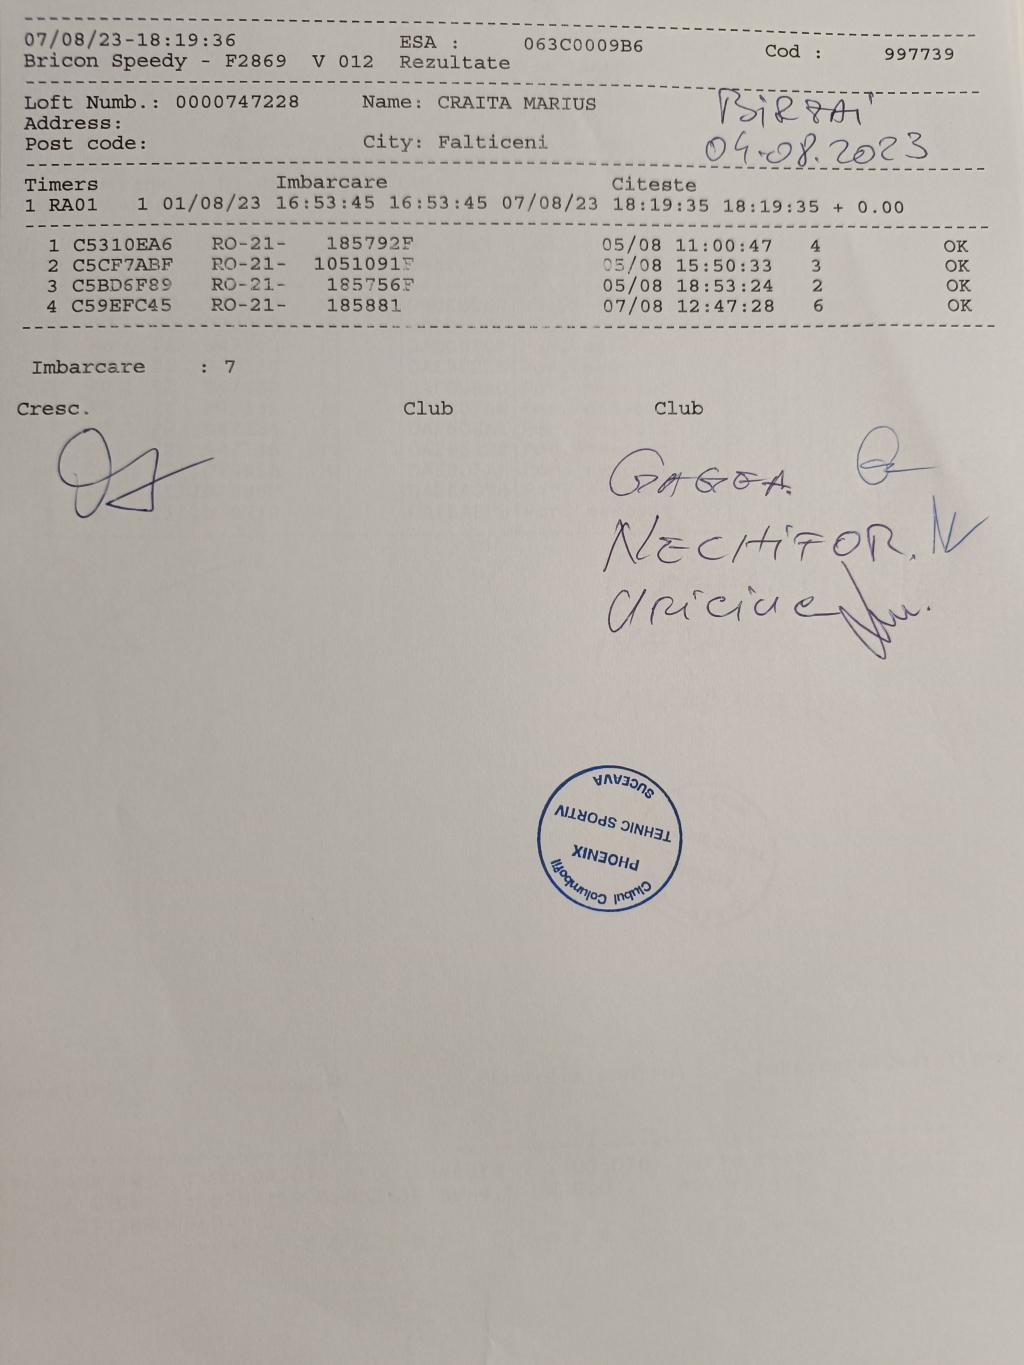 07/08/23-18:19:36 ESA : 063C0009B6 Cod : 997739
Bricon Speedy - F2869 V 012 Rezultate
Loft Numb.: 0000747228 Name: CRAITA MARIUS BiRZAi
Address:
Post code: City: Falticeni 04.08.2023
Timers Imbarcare Citeste
1 RA01 1 01/08/23 16:53:45 16:53:45 07/08/23 18:19:35 18:19:35 + 0.00
1 C5310EA6 RO-21- 185792F 05/08 11:00:47 4 OK
2 C5CF7ABF RO-21- 1051091F 05/08 15:50:33 3 OK
3 C5BD6F89 RO-21- 185756F 05/08 18:53:24 2 OK
4 C59EFC45 RO-21- 185881 07/08 12:47:28 6 OK
Imbarcare : 7
Cresc. Club Club
GAGEA.
NECHiFOR.
Clubul Columbofil
PHOENIX
TEHNIC SPORTIV
SUCEAVA